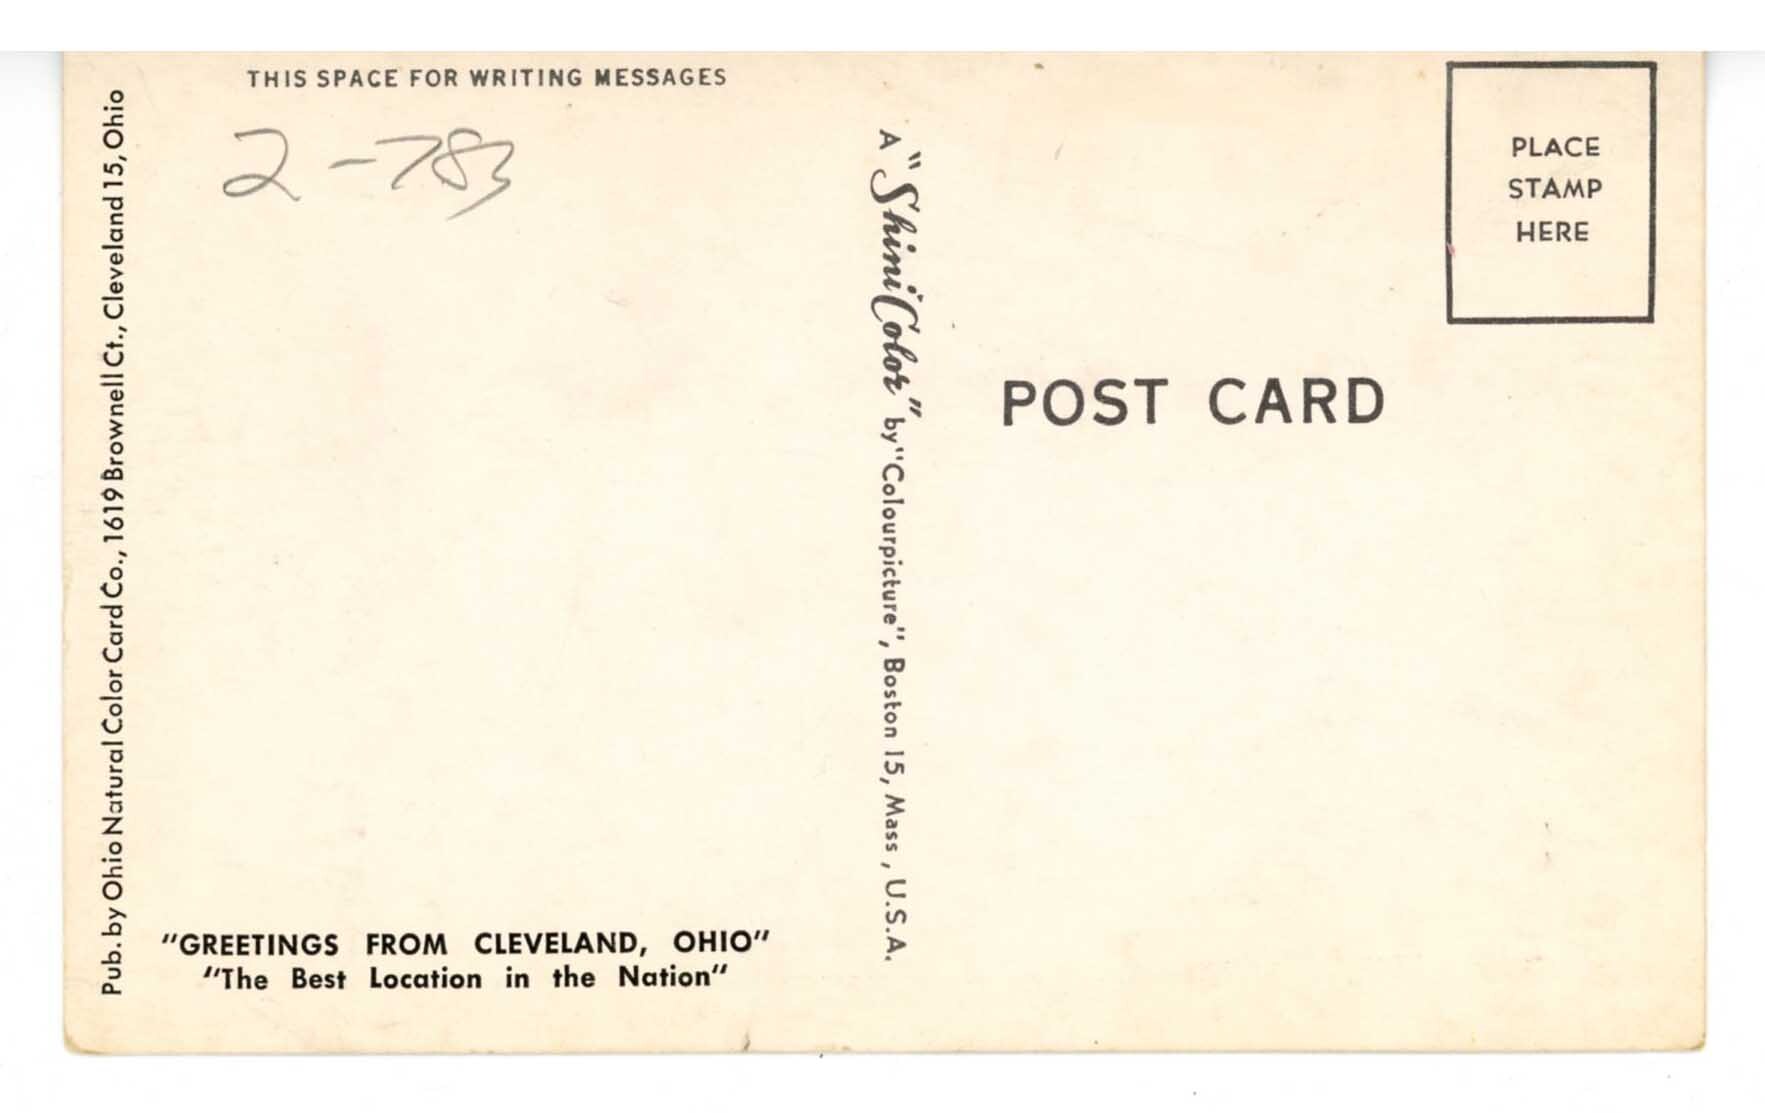 THIS SPACE FOR WRITING MESSAGES
2-783
Pub. by Ohio Natural Color Card Co., 1619 Brownell Ct., Cleveland 15, Ohio
"GREETINGS FROM CLEVELAND, OHIO"
"The Best Location in the Nation"
A "ShiniColor" by "Colourpicture", Boston 15, Mass, U.S.A.
PLACE
STAMP
HERE
POST CARD